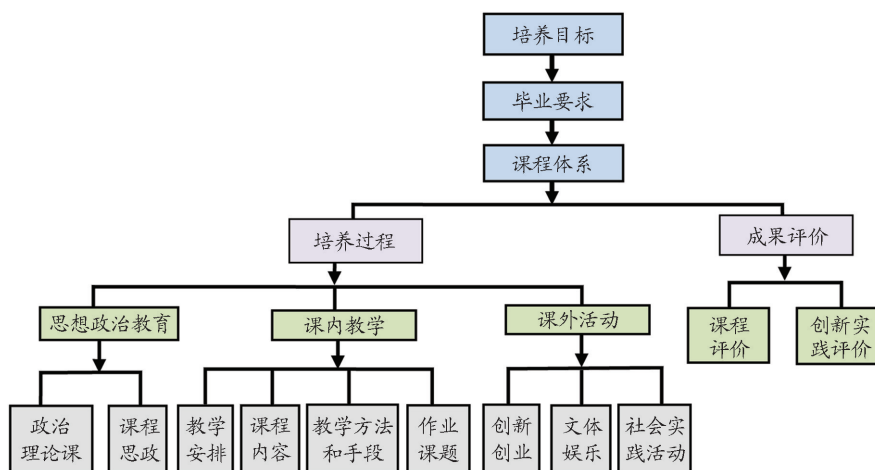 培养目标
毕业要求
课程体系
培养过程
成果评价
思想政治教育
课内教学
课外活动
课程
评价
创新实
践评价
政治
理论课
课程
思政
教学
安排
课程
内容
教学方法
和手段
作业
课题
创新
创业
文体
娱乐
社会实
践活动